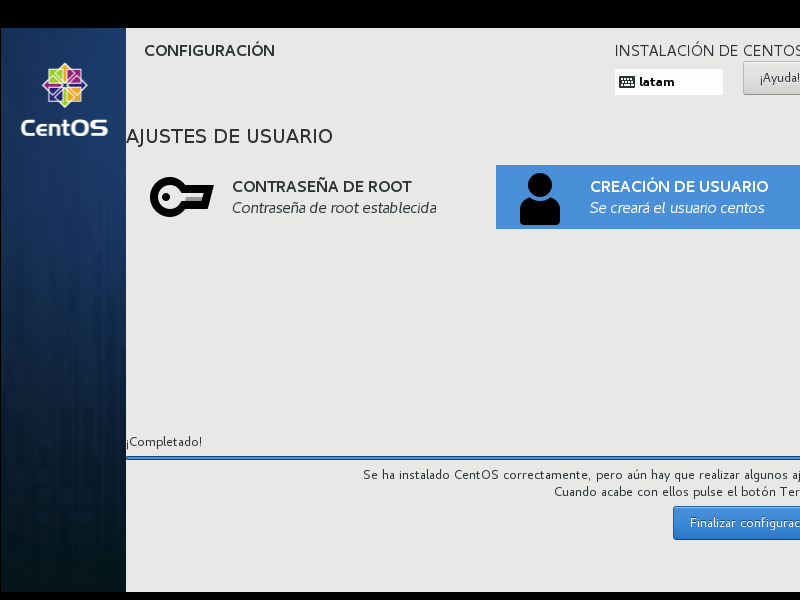 CentOS
CONFIGURACIÓN
INSTALACIÓN DE CENTOS
latam
¡Ayuda!
AJUSTES DE USUARIO
CONTRASEÑA DE ROOT
Contraseña de root establecida
CREACIÓN DE USUARIO
Se creará el usuario centos
¡Completado!
Se ha instalado CentOS correctamente, pero aún hay que realizar algunos aj
Cuando acabe con ellos pulse el botón Ter
Finalizar configurac